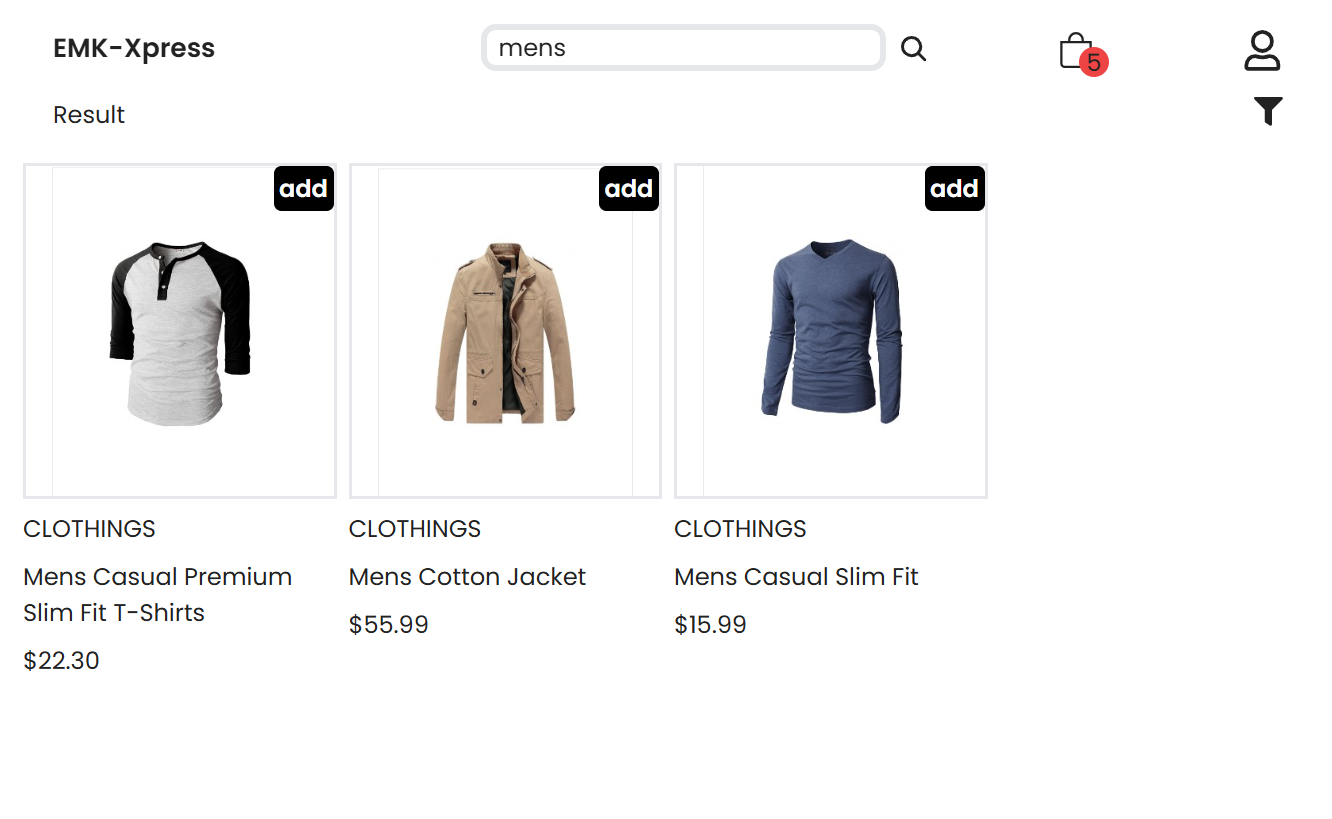 EMK-Xpress
mens
5
Result
add
add
add
CLOTHINGS
Mens Casual Premium
Slim Fit T-Shirts
$22.30
CLOTHINGS
Mens Cotton Jacket
$55.99
CLOTHINGS
Mens Casual Slim Fit
$15.99